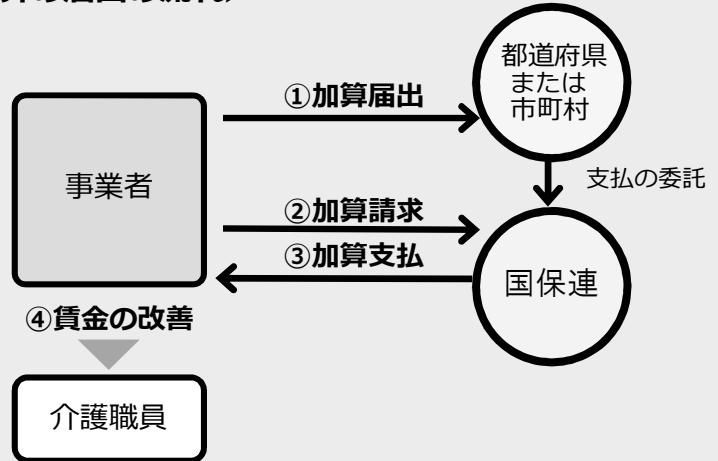 都道府県
または
市町村
①加算届出
事業者
支払の委託
②加算請求
③加算支払
国保連
④賃金の改善
介護職員